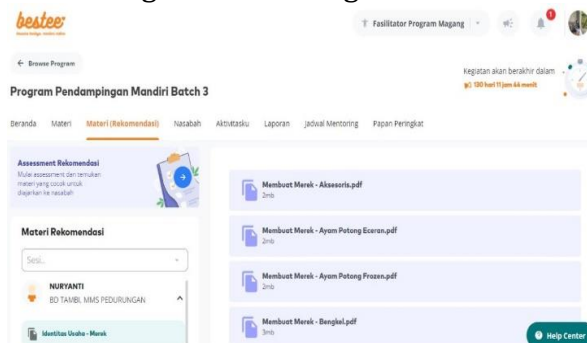 bestee
Fasilitator Program Magang
1
← Browse Program
Kegiatan akan berakhir dalam
130 hari 11 jam 44 menit
Program Pendampingan Mandiri Batch 3
Beranda Materi Materi (Rekomendasi) Nasabah Aktivitasku Laporan Jadwal Mentoring Papan Peringkat
Assessment Rekomendasi
Mulai assessment dan temukan
materi yang cocok untuk
diajarkan ke nasabah
Materi Rekomendasi
Sesi..
NURYANTI
BD TAMBI, MMS PEDURUNGAN
Identitas Usaha - Merek
Membuat Merek - Aksesoris.pdf
2mb
Membuat Merek - Ayam Potong Eceran.pdf
2mb
Membuat Merek - Ayam Potong Frozen.pdf
2mb
Membuat Merek - Bengkel.pdf
3mb
Help Center